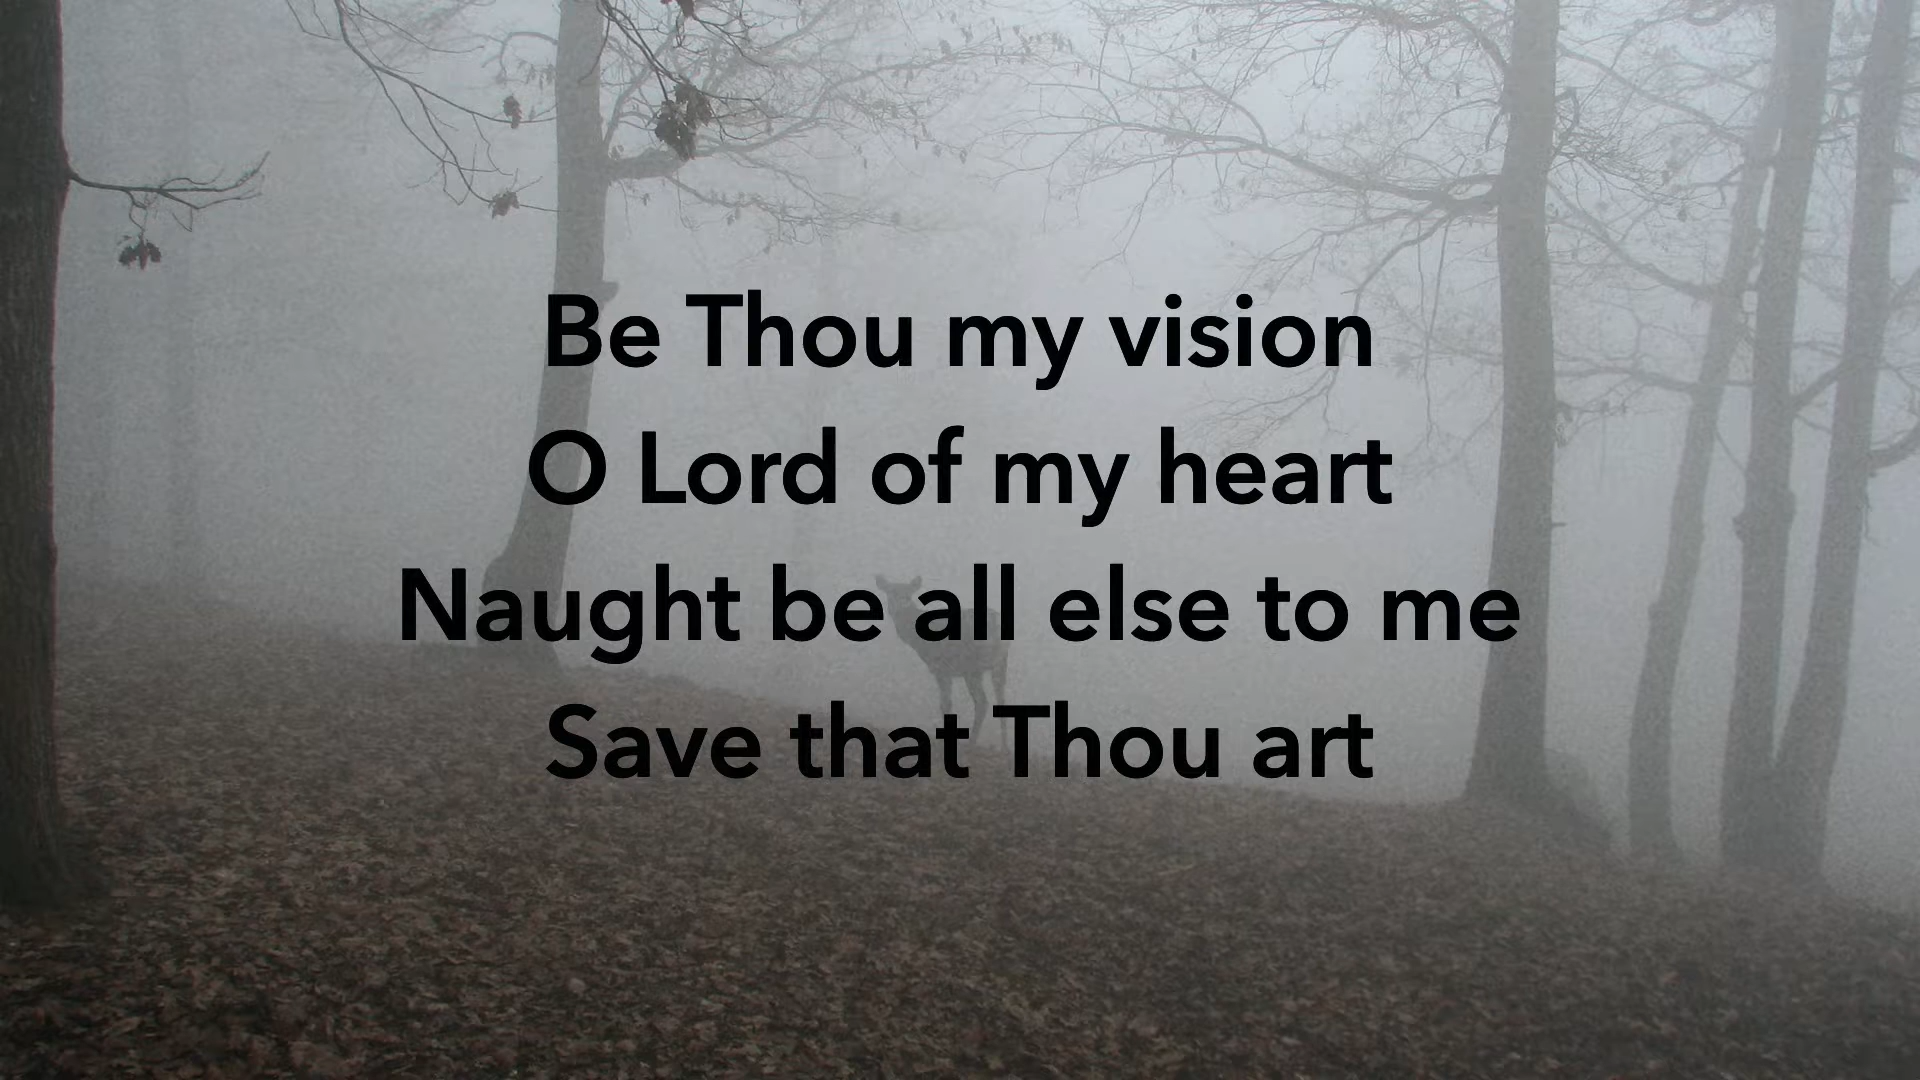 Be Thou my vision
O Lord of my heart
Naught be all else to me
Save that Thou art